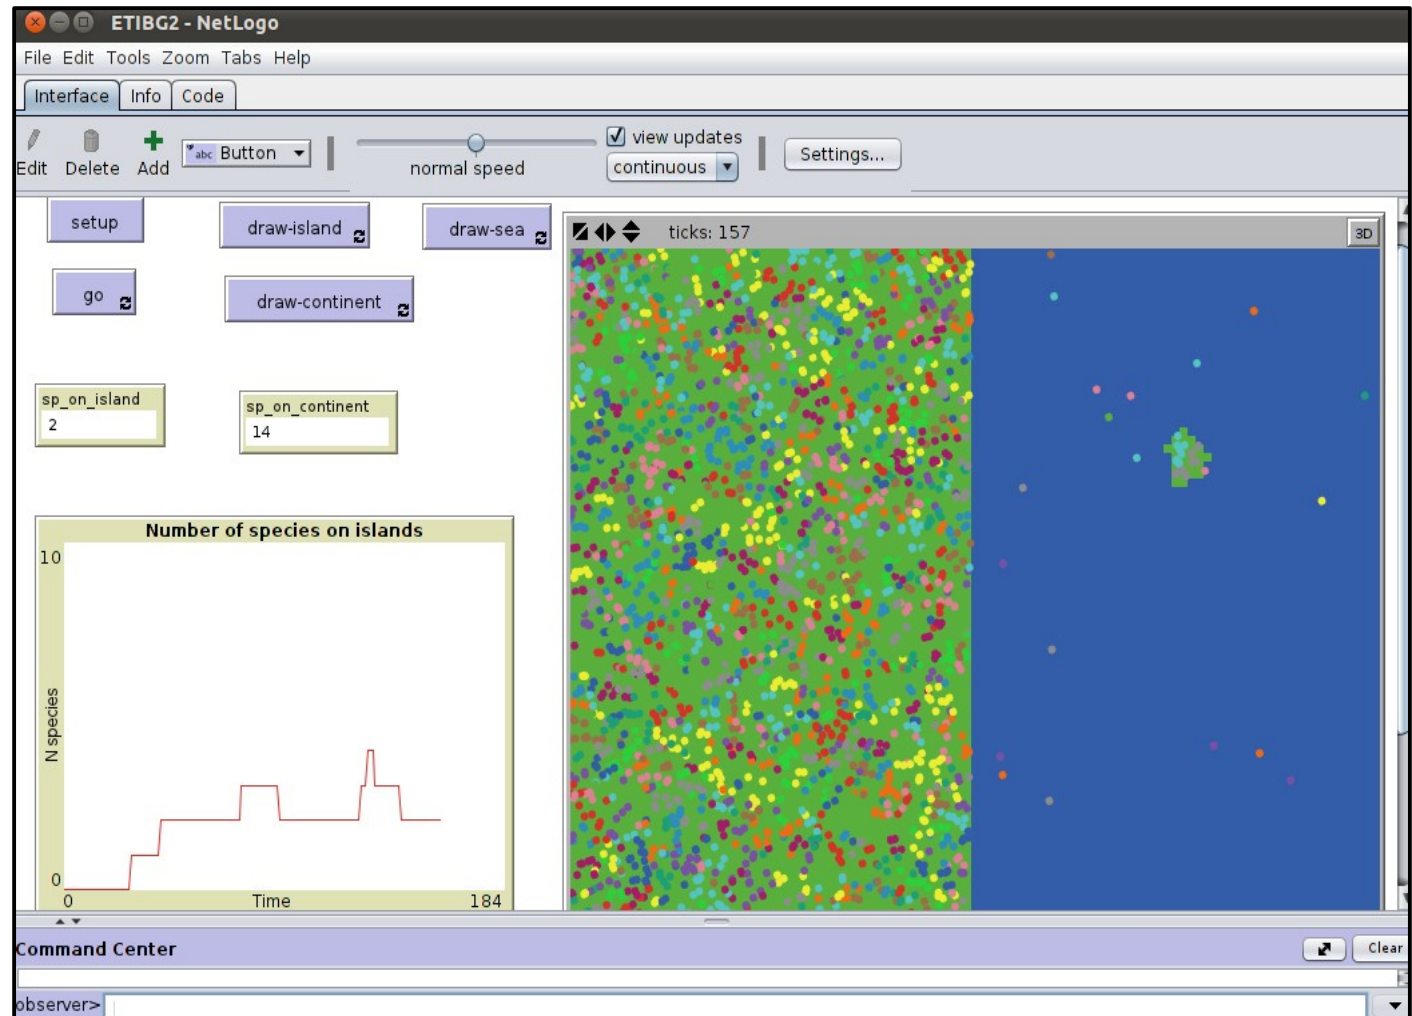 ETIBG2 - NetLogo
File Edit Tools Zoom Tabs Help
Interface Info Code
Edit Delete Add abc Button normal speed view updates continuous Settings...
setup draw-island draw-sea
ticks: 157 3D
go draw-continent
sp_on_island
2
sp_on_continent
14
Number of species on islands
10
N species
0
0 Time 184
Command Center Clear
observer>